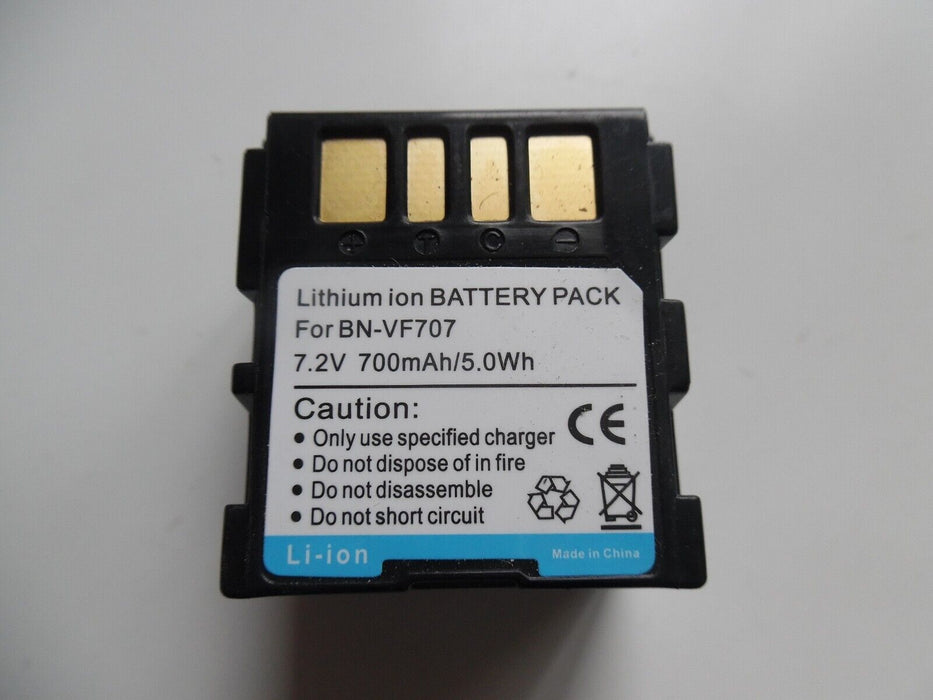 + T C −
Lithium ion BATTERY PACK
For BN-VF707
7.2V 700mAh/5.0Wh
Caution:
• Only use specified charger
• Do not dispose of in fire
• Do not disassemble
• Do not short circuit
CE
Li-ion
Made in China